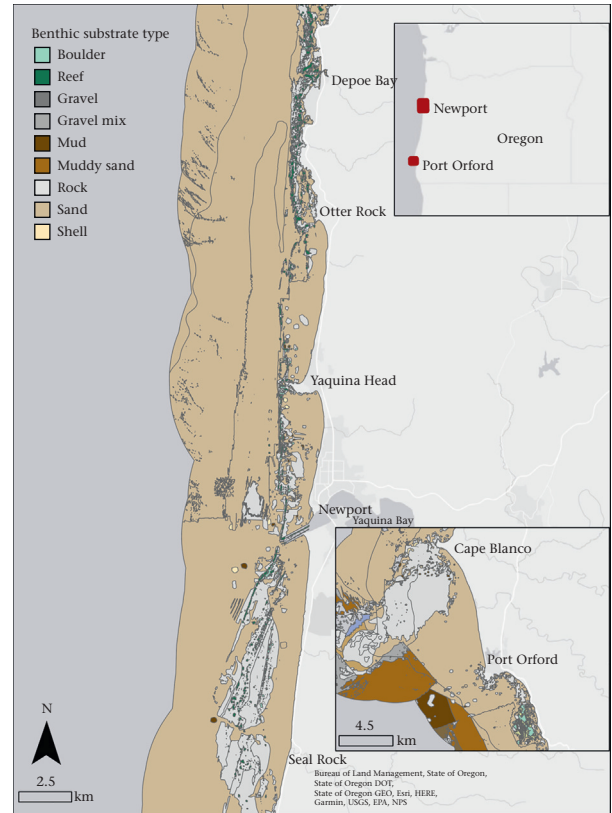 Benthic substrate type
Boulder
Reef
Gravel
Gravel mix
Mud
Muddy sand
Rock
Sand
Shell
Depoe Bay
Otter Rock
Yaquina Head
Newport
Yaquina Bay
Seal Rock
Newport
Oregon
Port Orford
Cape Blanco
Port Orford
4.5
km
N
2.5
km
Bureau of Land Management, State of Oregon,
State of Oregon DOT,
State of Oregon GEO, Esri, HERE,
Garmin, USGS, EPA, NPS